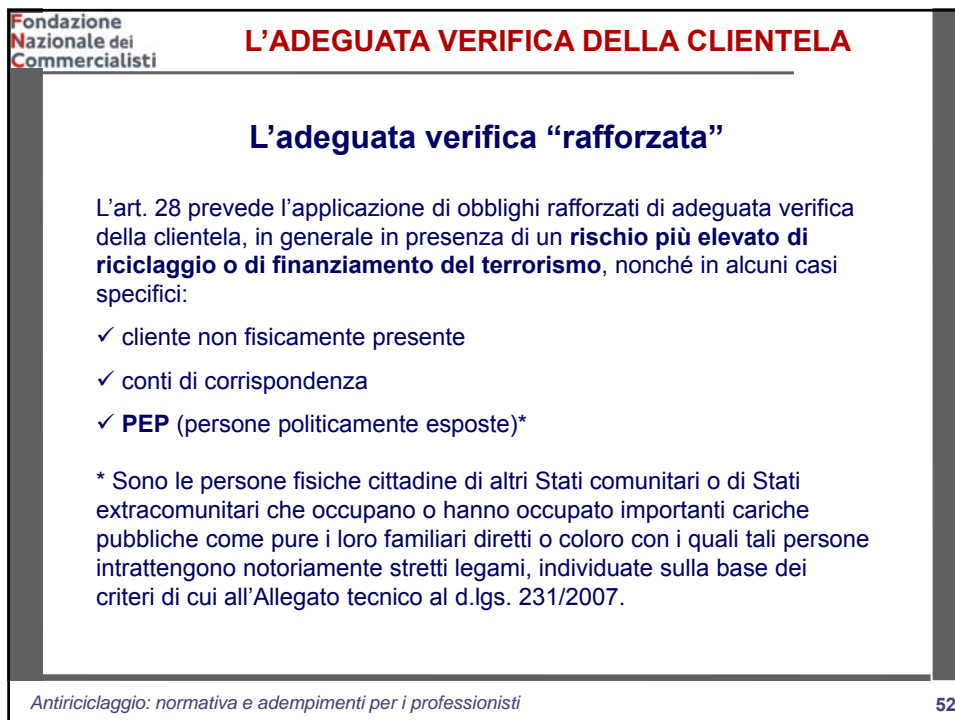 Fondazione
Nazionale dei
Commercialisti
L’ADEGUATA VERIFICA DELLA CLIENTELA
L’adeguata verifica “rafforzata”
L’art. 28 prevede l’applicazione di obblighi rafforzati di adeguata verifica
della clientela, in generale in presenza di un rischio più elevato di
riciclaggio o di finanziamento del terrorismo, nonché in alcuni casi
specifici:
✓ cliente non fisicamente presente
✓ conti di corrispondenza
✓ PEP (persone politicamente esposte)*
* Sono le persone fisiche cittadine di altri Stati comunitari o di Stati
extracomunitari che occupano o hanno occupato importanti cariche
pubbliche come pure i loro familiari diretti o coloro con i quali tali persone
intrattengono notoriamente stretti legami, individuate sulla base dei
criteri di cui all’Allegato tecnico al d.lgs. 231/2007.
Antiriciclaggio: normativa e adempimenti per i professionisti
52